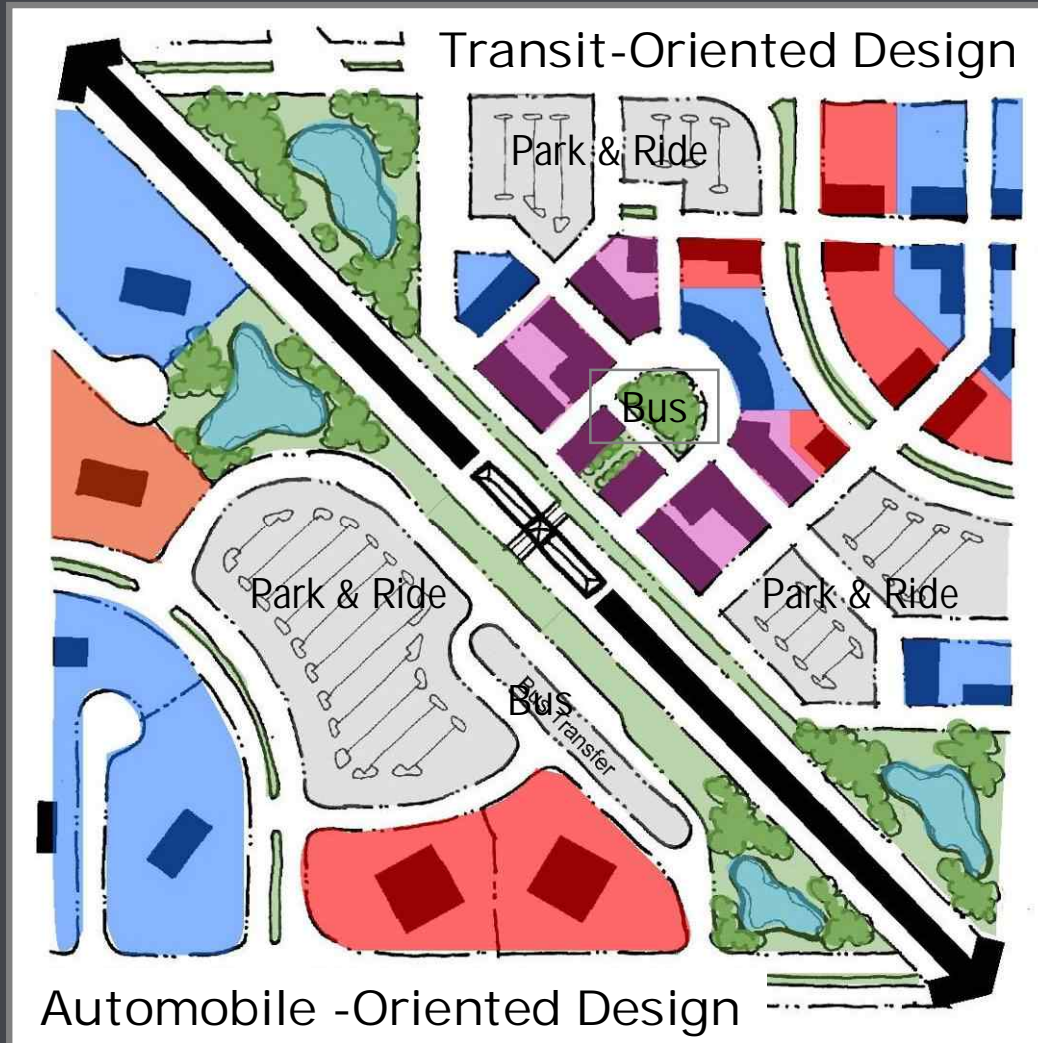 Transit-Oriented Design
Park & Ride
Bus
Park & Ride
Park & Ride
Bus
Bus Transfer
Automobile -Oriented Design